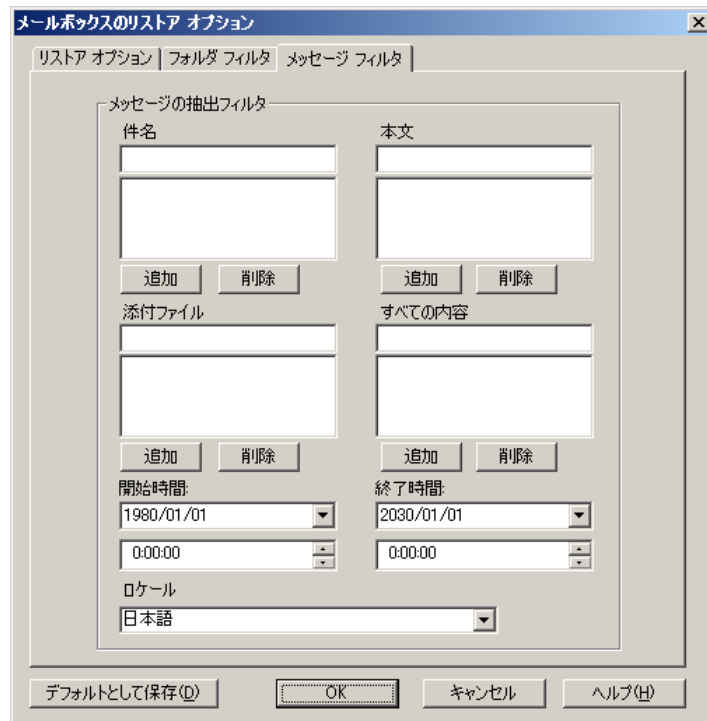 メールボックスのリストア オプション
リストア オプション フォルダ フィルタ メッセージ フィルタ
メッセージの抽出フィルタ
件名 本文
追加 削除 追加 削除
添付ファイル すべての内容
追加 削除 追加 削除
開始時間: 終了時間:
1980/01/01 2030/01/01
0:00:00 0:00:00
ロケール
日本語
デフォルトとして保存(D) OK キャンセル ヘルプ(H)